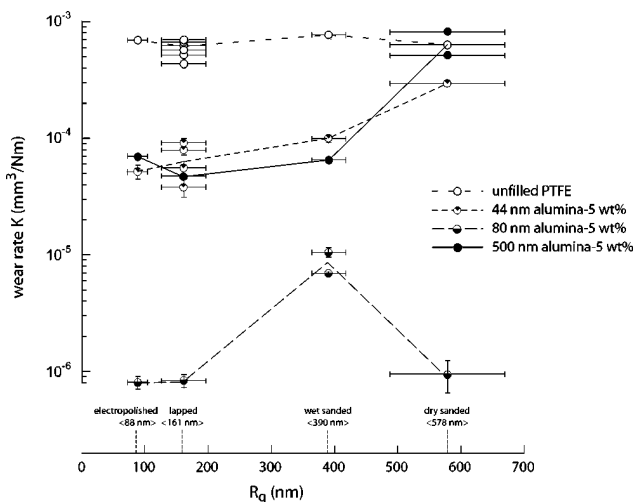 10⁻³
10⁻⁴
10⁻⁵
10⁻⁶
wear rate K (mm³/Nm)
unfilled PTFE
44 nm alumina-5 wt%
80 nm alumina-5 wt%
500 nm alumina-5 wt%
electropolished lapped wet sanded dry sanded
<88 nm> <161 nm> <390 nm> <578 nm>
0 100 200 300 400 500 600 700
Rq (nm)